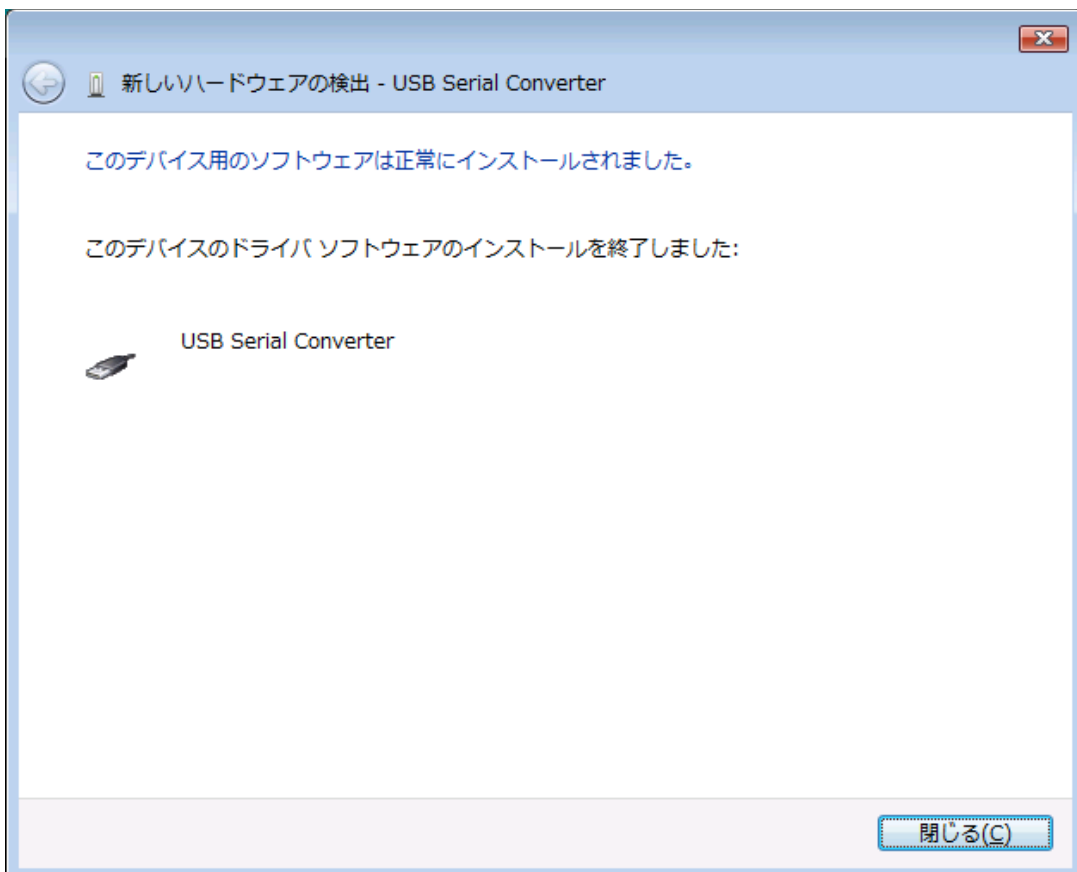 新しいハードウェアの検出 - USB Serial Converter
このデバイス用のソフトウェアは正常にインストールされました。
このデバイスのドライバ ソフトウェアのインストールを終了しました:
USB Serial Converter
閉じる(C)